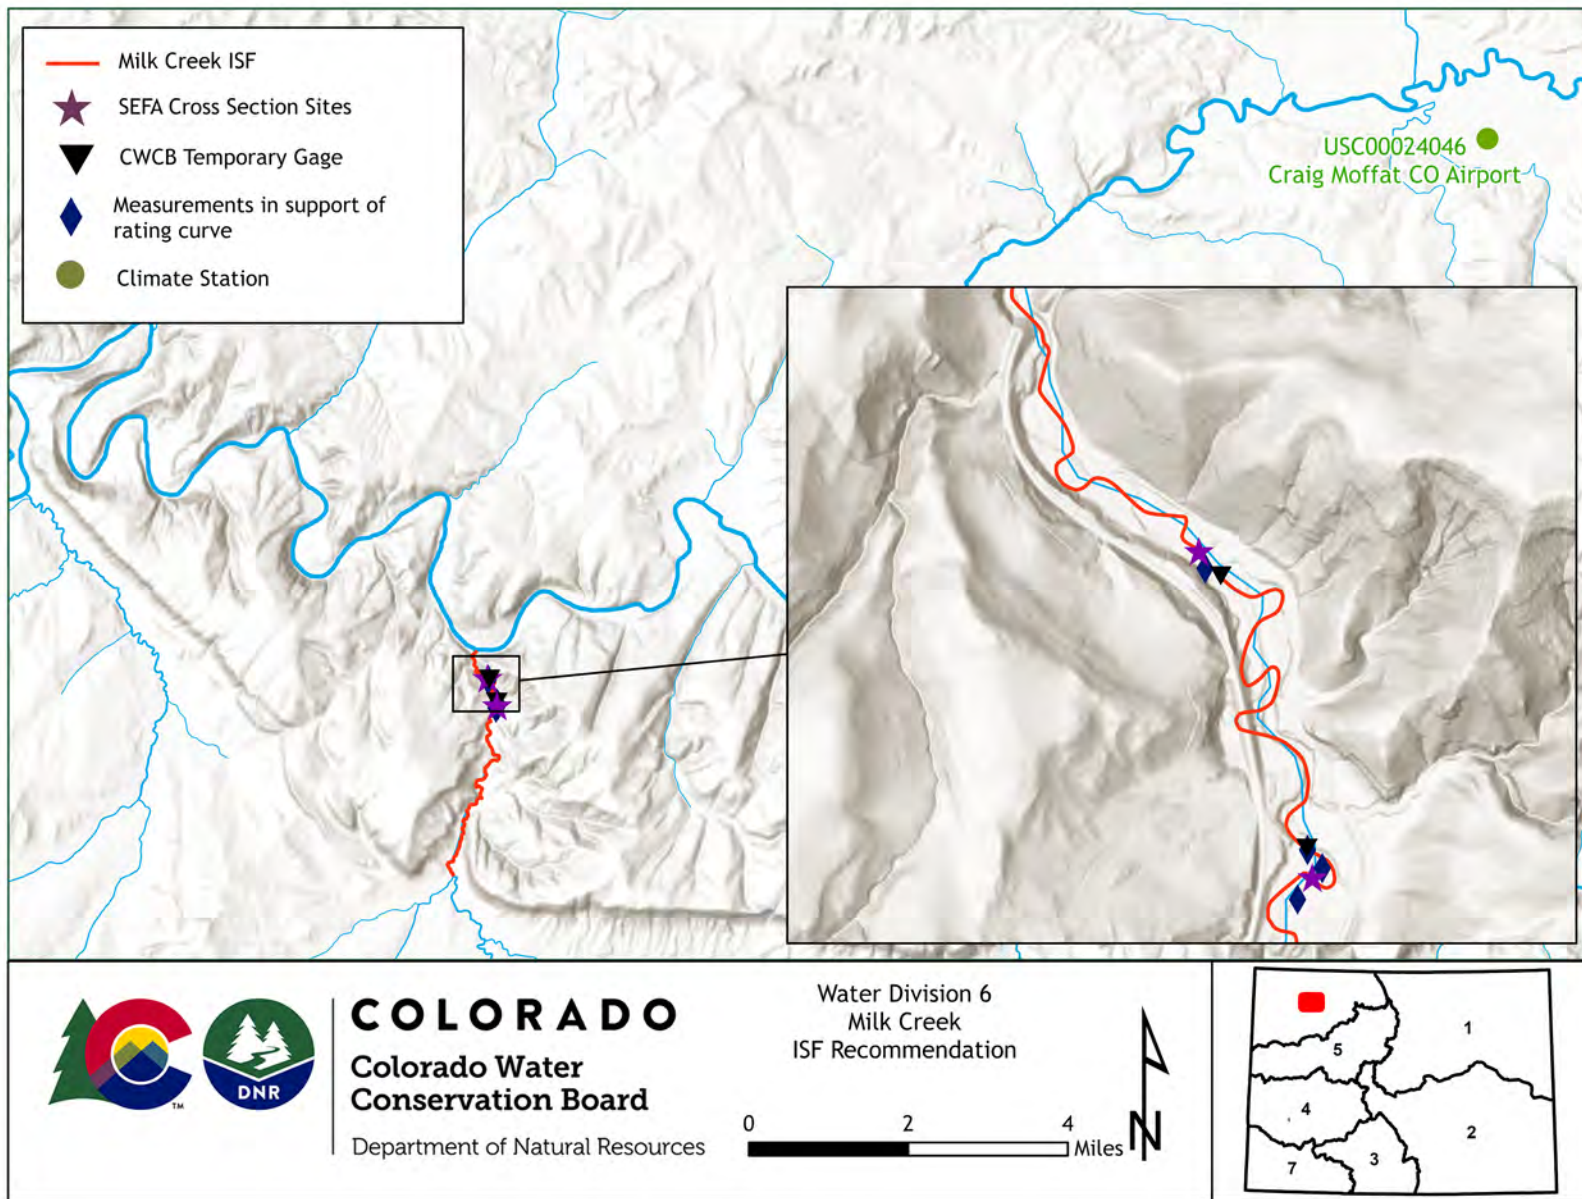 Milk Creek ISF
SEFA Cross Section Sites
CWCB Temporary Gage
Measurements in support of
rating curve
Climate Station
USC00024046
Craig Moffat CO Airport
COLORADO
Colorado Water
Conservation Board
Department of Natural Resources
DNR
TM
Water Division 6
Milk Creek
ISF Recommendation
0 2 4
Miles
N
1
5
4
2
3
7